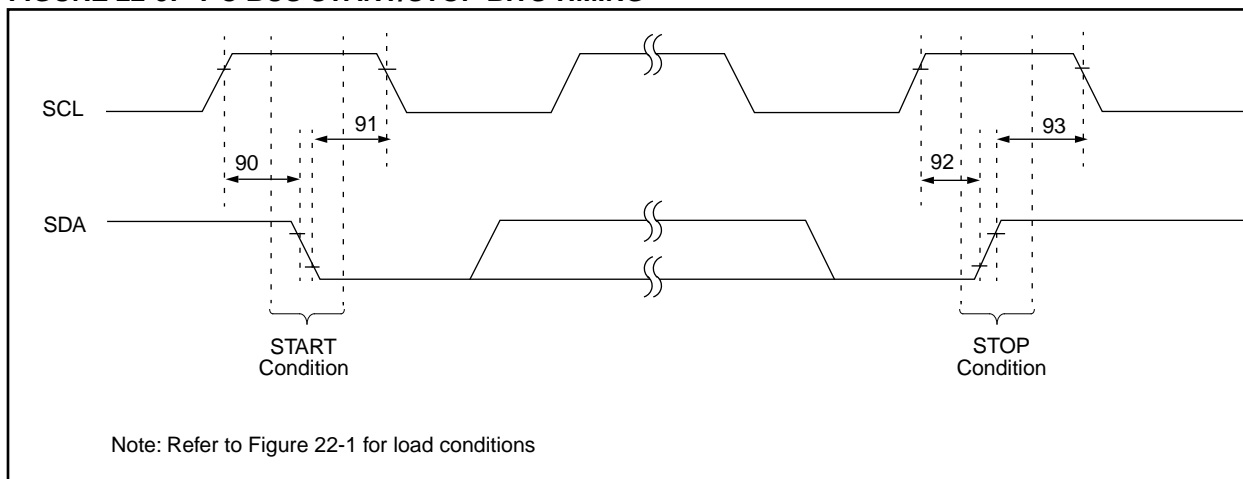 SCL
91
93
90
92
SDA
START
Condition
STOP
Condition
Note: Refer to Figure 22-1 for load conditions